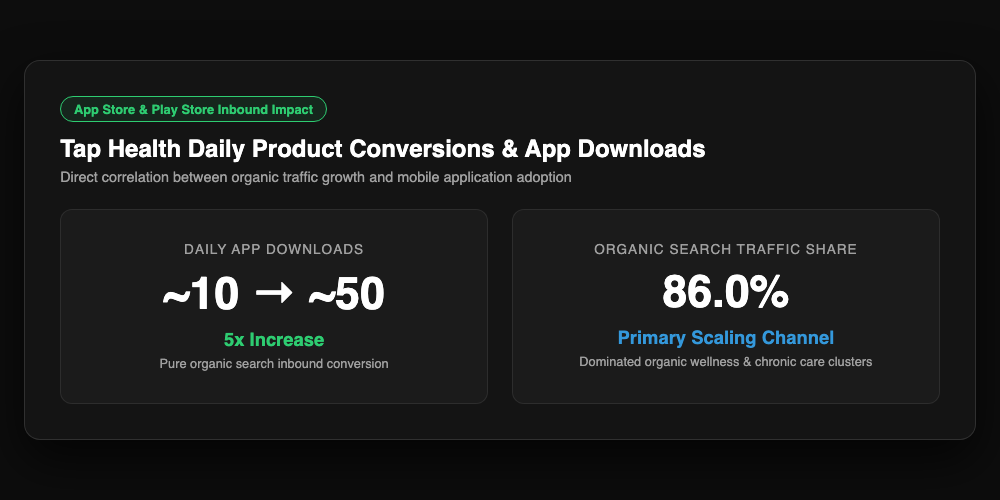 App Store & Play Store Inbound Impact
Tap Health Daily Product Conversions & App Downloads
Direct correlation between organic traffic growth and mobile application adoption
DAILY APP DOWNLOADS
~10 → ~50
5x Increase
Pure organic search inbound conversion
ORGANIC SEARCH TRAFFIC SHARE
86.0%
Primary Scaling Channel
Dominated organic wellness & chronic care clusters